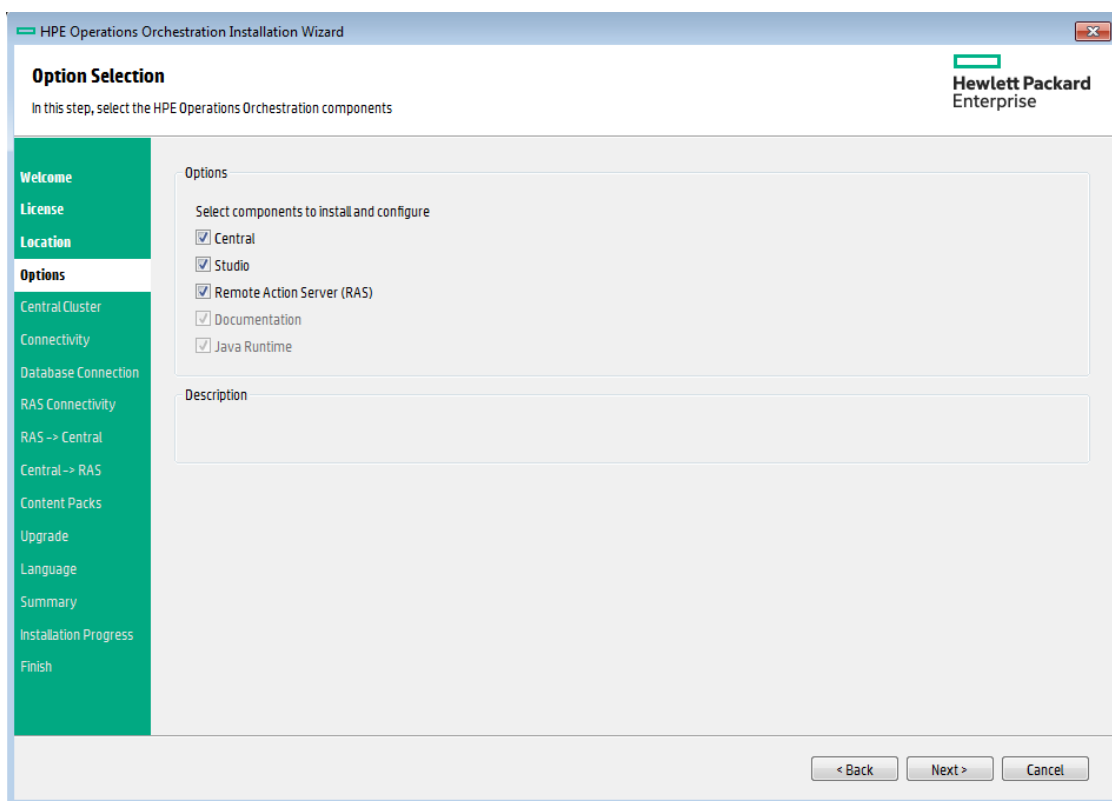 HPE Operations Orchestration Installation Wizard
Option Selection
In this step, select the HPE Operations Orchestration components
Hewlett Packard
Enterprise
Welcome
License
Location
Options
Central Cluster
Connectivity
Database Connection
RAS Connectivity
RAS -> Central
Central -> RAS
Content Packs
Upgrade
Language
Summary
Installation Progress
Finish
Options
Select components to install and configure
Central
Studio
Remote Action Server (RAS)
Documentation
Java Runtime
Description
< Back
Next >
Cancel